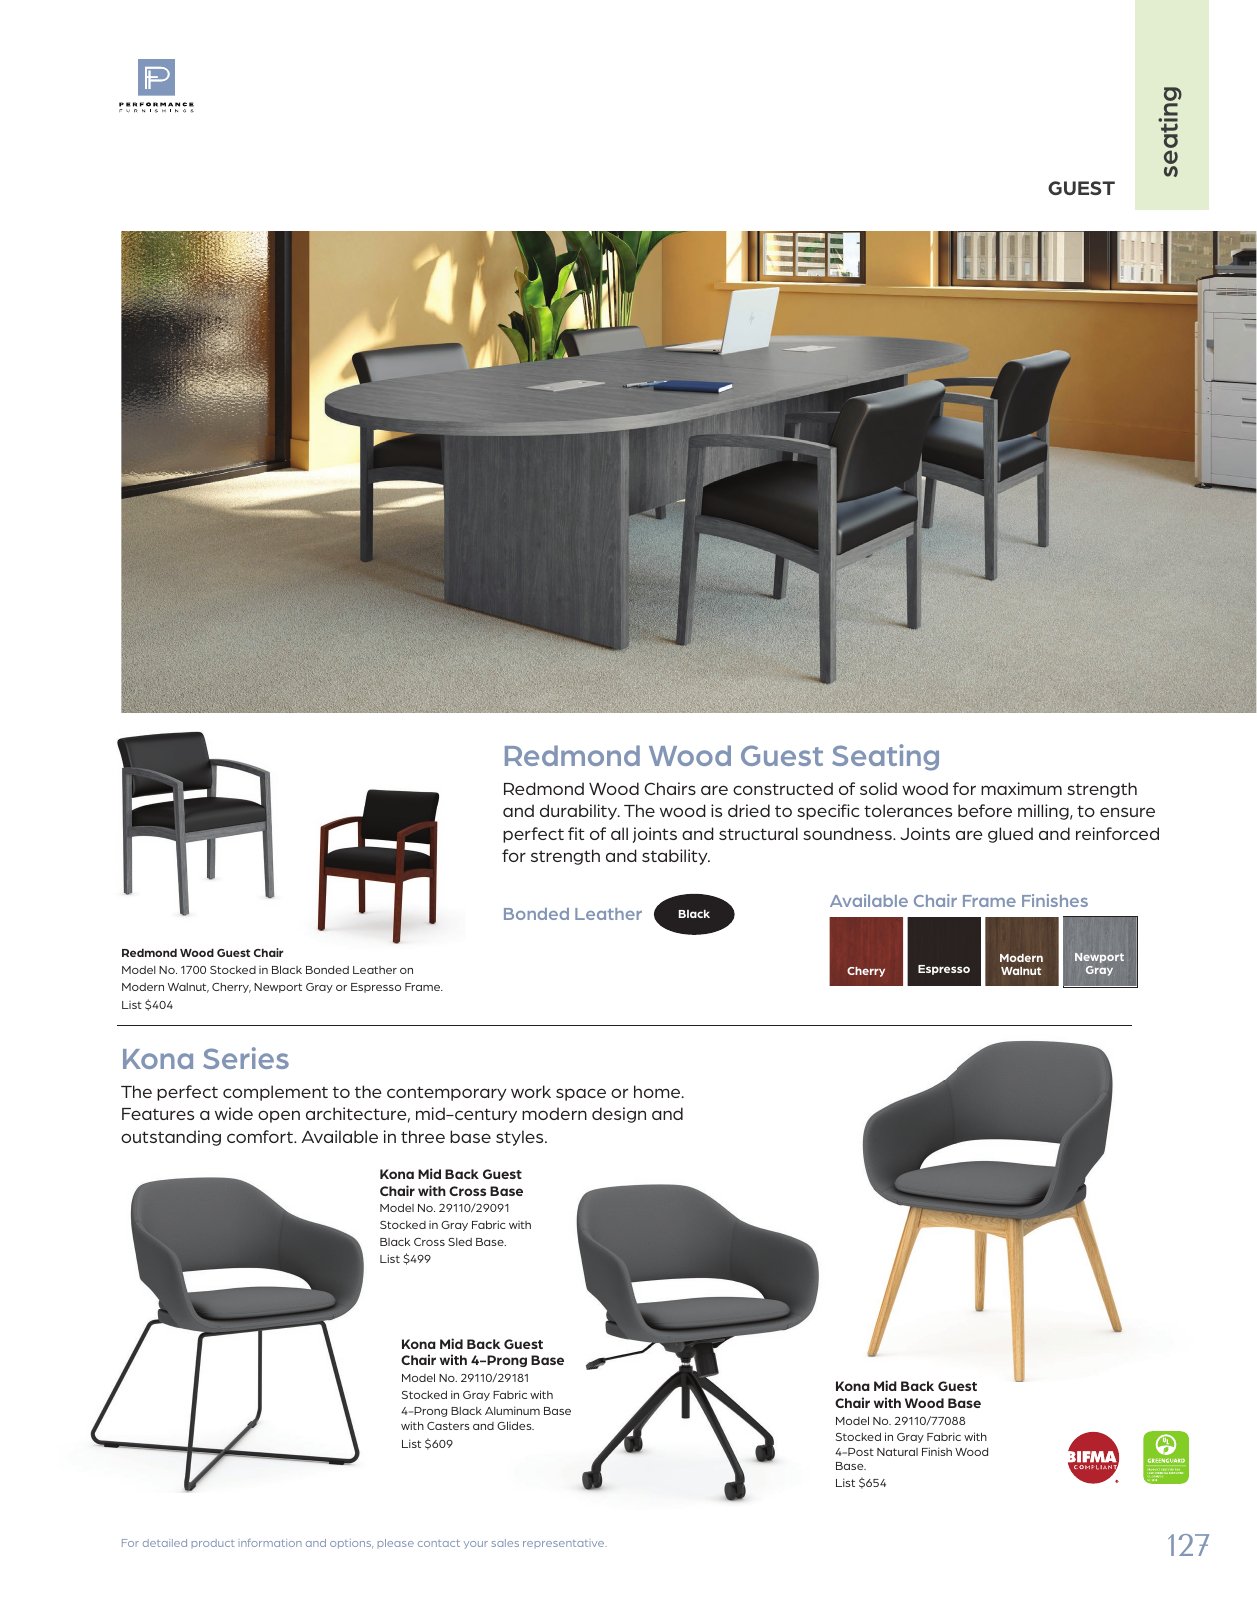 PERFORMANCE
FURNISHINGS
seating
GUEST
Redmond Wood Guest Seating
Redmond Wood Chairs are constructed of solid wood for maximum strength
and durability. The wood is dried to specific tolerances before milling, to ensure
perfect fit of all joints and structural soundness. Joints are glued and reinforced
for strength and stability.
Bonded Leather
Black
Available Chair Frame Finishes
Cherry
Espresso
Modern
Walnut
Newport
Gray
Redmond Wood Guest Chair
Model No. 1700 Stocked in Black Bonded Leather on
Modern Walnut, Cherry, Newport Gray or Espresso Frame.
List $404
Kona Series
The perfect complement to the contemporary work space or home.
Features a wide open architecture, mid-century modern design and
outstanding comfort. Available in three base styles.
Kona Mid Back Guest
Chair with Cross Base
Model No. 29110/29091
Stocked in Gray Fabric with
Black Cross Sled Base.
List $499
Kona Mid Back Guest
Chair with 4-Prong Base
Model No. 29110/29181
Stocked in Gray Fabric with
4-Prong Black Aluminum Base
with Casters and Glides.
List $609
Kona Mid Back Guest
Chair with Wood Base
Model No. 29110/77088
Stocked in Gray Fabric with
4-Post Natural Finish Wood
Base.
List $654
BIFMA
COMPLIANT
UL
GREENGUARD
For detailed product information and options, please contact your sales representative.
127